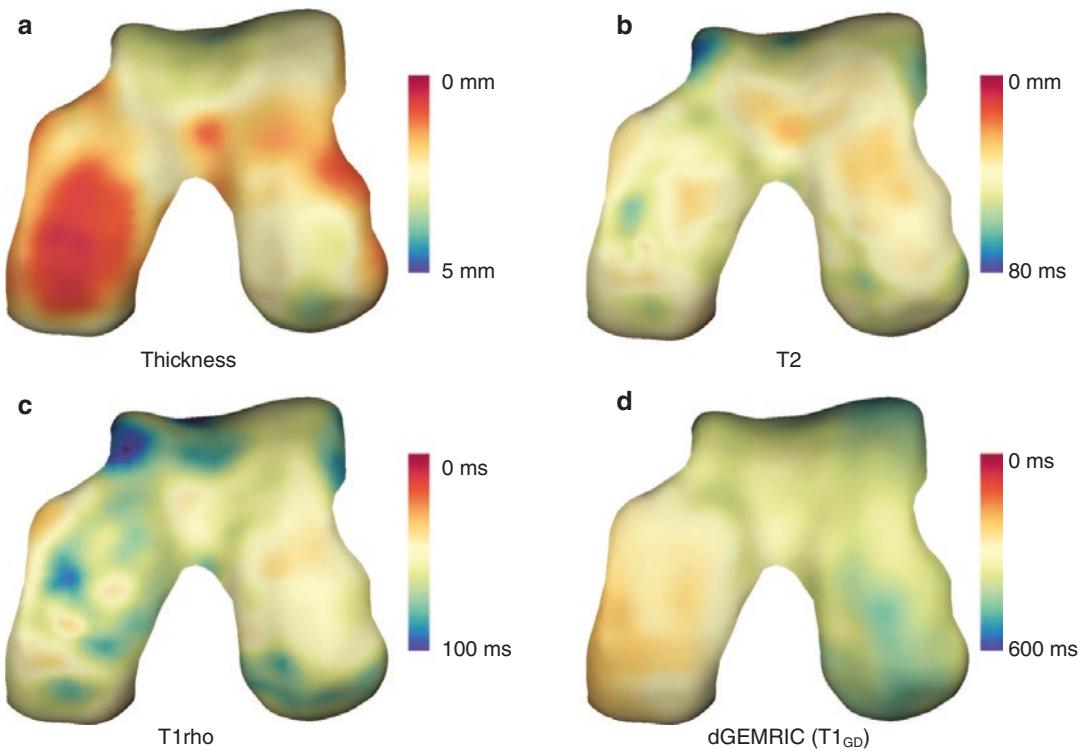 a
0 mm
5 mm
Thickness
b
0 mm
80 ms
T2
c
0 ms
100 ms
T1rho
d
0 ms
600 ms
dGEMRIC (T1GD)